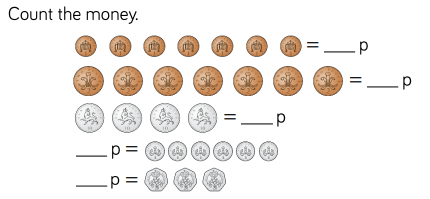 Count the money.
= ___ p
= ___ p
= ___ p
___ p =
___ p =